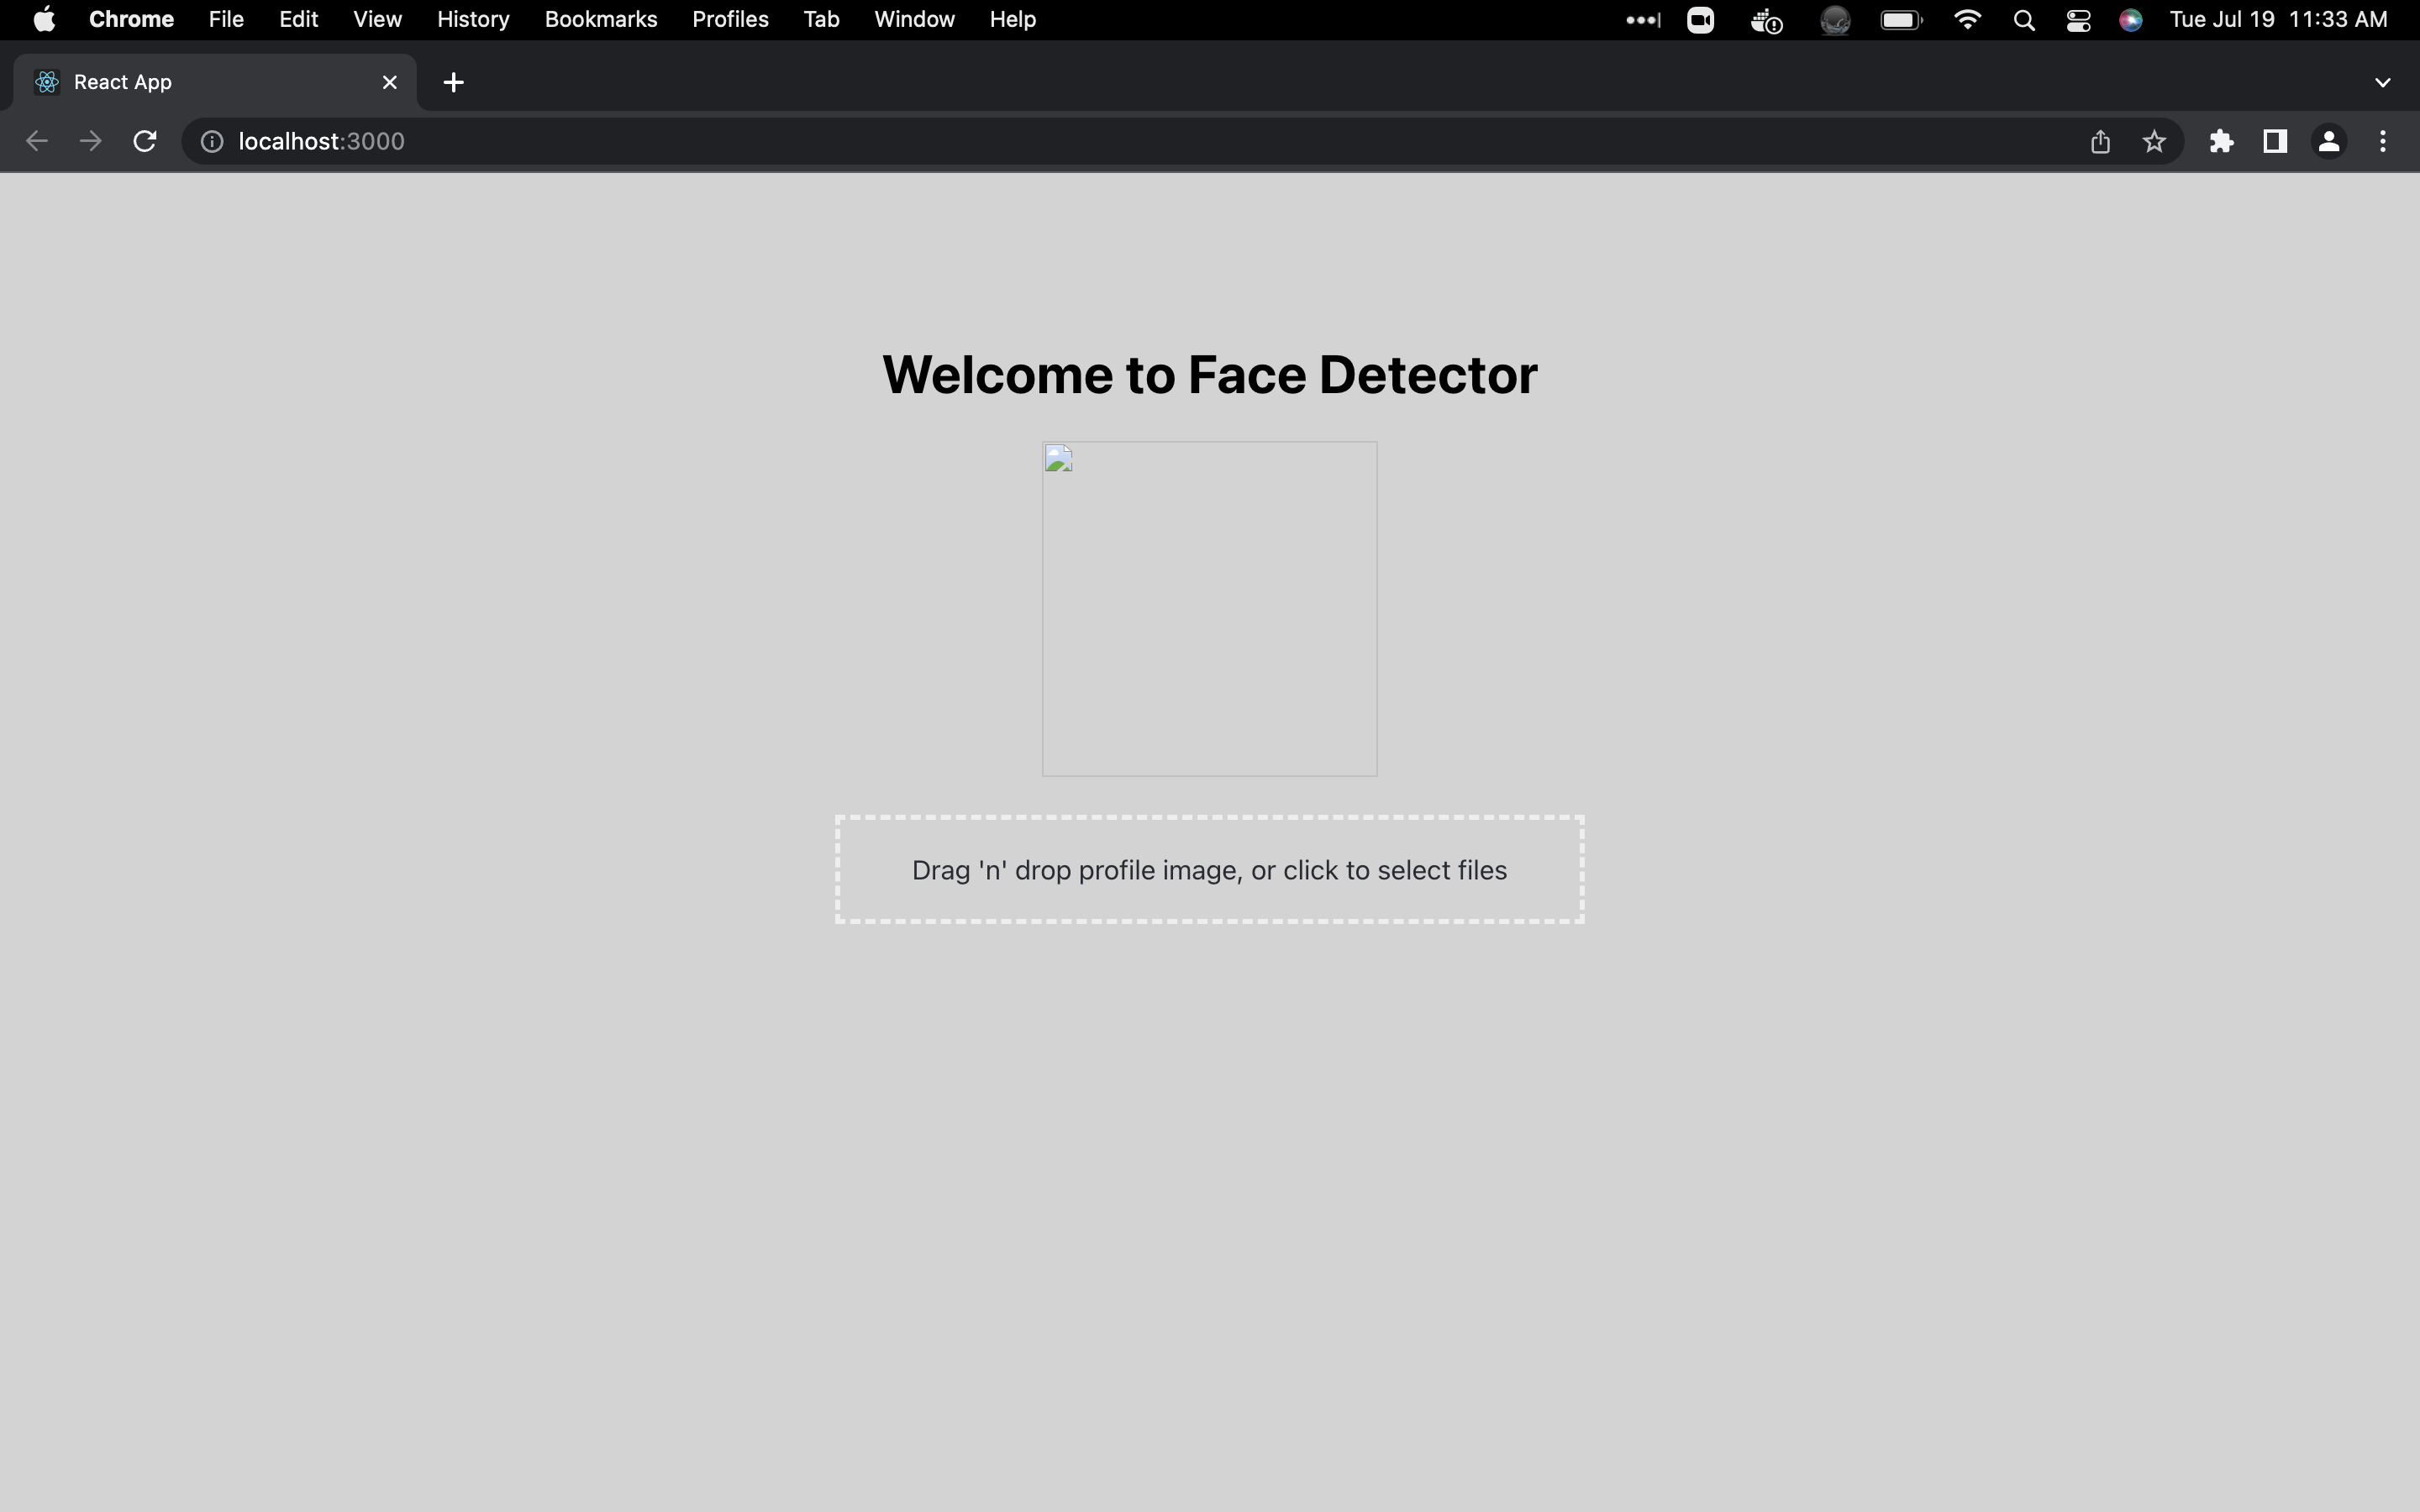 Chrome File Edit View History Bookmarks Profiles Tab Window Help Tue Jul 19 11:33 AM
React App
localhost:3000
Welcome to Face Detector
Drag 'n' drop profile image, or click to select files